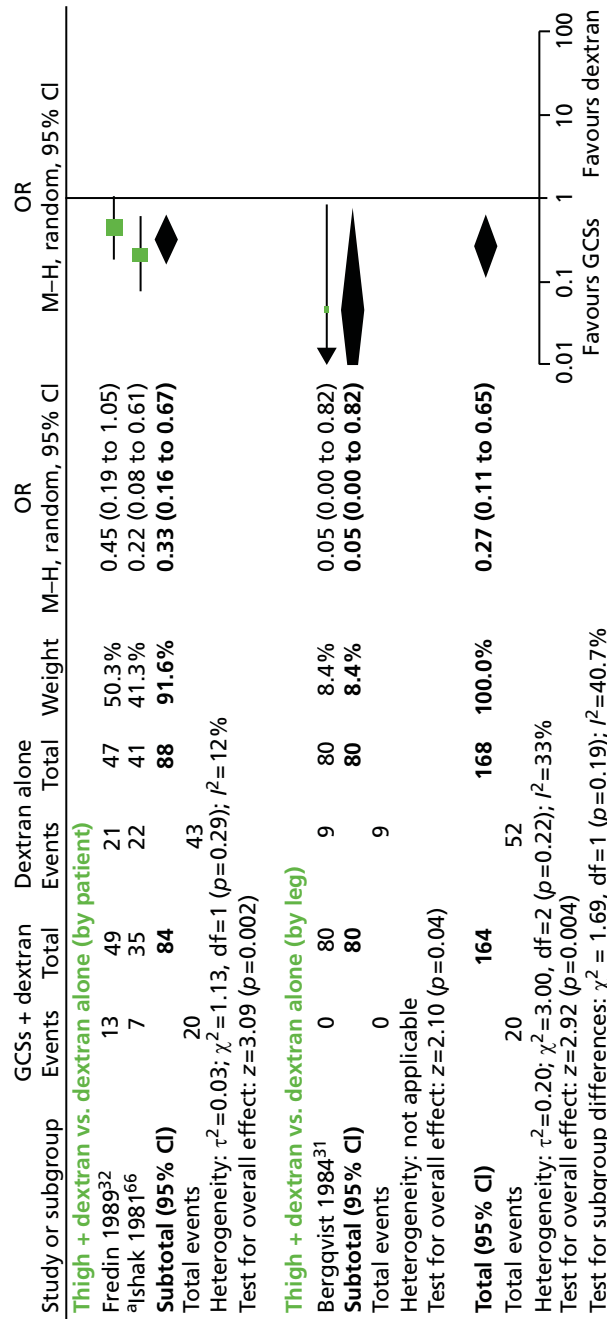 GCSs + dextran Dextran alone OR OR
Study or subgroup Events Total Events Total Weight M–H, random, 95% CI M–H, random, 95% CI
Thigh + dextran vs. dextran alone (by patient)
Fredin 1989³² 13 49 21 47 50.3% 0.45 (0.19 to 1.05)
ᵃIshak 1981⁶⁶ 7 35 22 41 41.3% 0.22 (0.08 to 0.61)
Subtotal (95% CI) 84 88 91.6% 0.33 (0.16 to 0.67)
Total events 20 43
Heterogeneity: τ²=0.03; χ²=1.13, df=1 (p=0.29); I²=12%
Test for overall effect: z=3.09 (p=0.002)
Thigh + dextran vs. dextran alone (by leg)
Bergqvist 1984³¹ 0 80 9 80 8.4% 0.05 (0.00 to 0.82)
Subtotal (95% CI) 80 80 8.4% 0.05 (0.00 to 0.82)
Total events 0 9
Heterogeneity: not applicable
Test for overall effect: z=2.10 (p=0.04)
Total (95% CI) 164 168 100.0% 0.27 (0.11 to 0.65)
Total events 20 52
Heterogeneity: τ²=0.20; χ²=3.00, df=2 (p=0.22); I²=33%
Test for overall effect: z=2.92 (p=0.004)
Test for subgroup differences: χ² = 1.69, df=1 (p=0.19); I²=40.7%
0.01 0.1 1 10 100
Favours GCSs Favours dextran